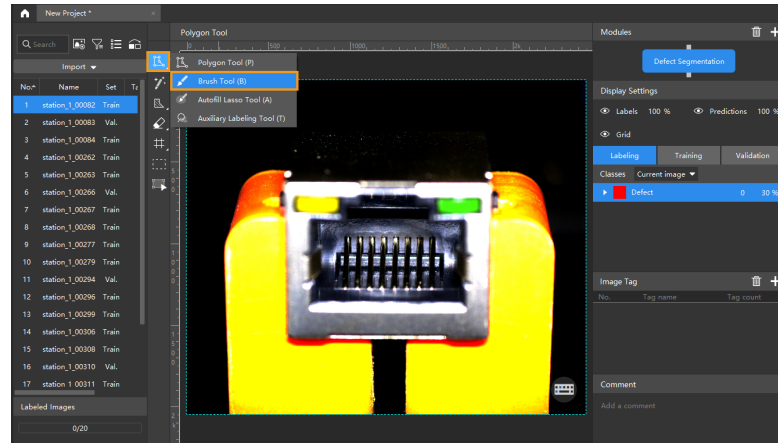 New Project *
Search
Import
No. Name Set
1 station_1_00082 Train
2 station_1_00083 Val.
3 station_1_00084 Train
4 station_1_00262 Train
5 station_1_00263 Train
6 station_1_00266 Val.
7 station_1_00267 Train
8 station_1_00268 Train
9 station_1_00277 Train
10 station_1_00279 Train
11 station_1_00294 Val.
12 station_1_00296 Train
13 station_1_00299 Train
14 station_1_00306 Train
15 station_1_00308 Train
16 station_1_00310 Val.
17 station_1_00311 Train
Labeled Images
0/20
Polygon Tool
0 500 1000 1500 2k
Polygon Tool (P)
Brush Tool (B)
Autofill Lasso Tool (A)
Auxiliary Labeling Tool (T)
Modules
Defect Segmentation
Display Settings
Labels 100 % Predictions 100 %
Grid
Labeling Training Validation
Classes Current image
Defect 0 30 %
Image Tag
No. Tag name Tag count
Comment
Add a comment